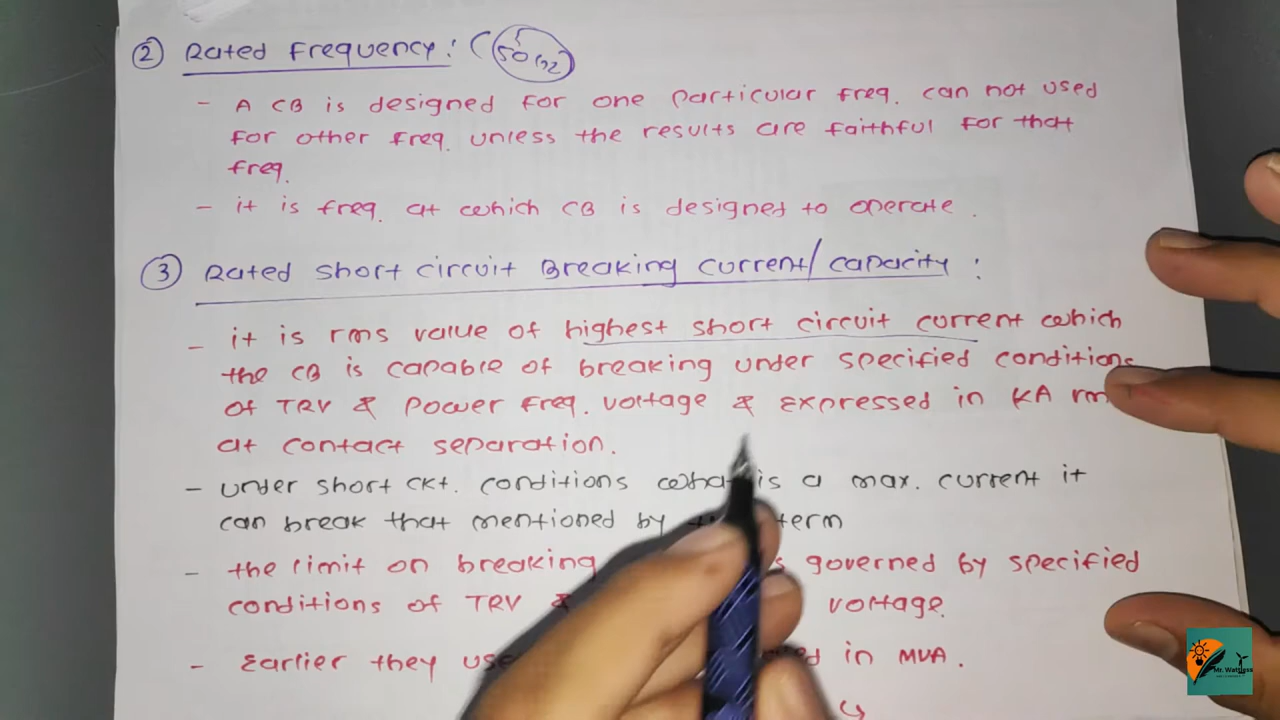 ② Rated Frequency: (50Hz)
- A CB is designed for one particular freq. can not used
for other freq. unless the results are faithful for that
freq.
- it is freq. at which CB is designed to operate.
③ Rated short circuit Breaking current/capacity:
- it is rms value of highest short circuit current which
the CB is capable of breaking under specified conditions
of TRV & Power freq. voltage & expressed in KA
at contact separation.
- under short ckt. conditions what is a max. current it
can break that mentioned by term
- the limit on breaking governed by specified
conditions of TRV & voltage.
- Earlier they in MVA.
Mr. Wattless